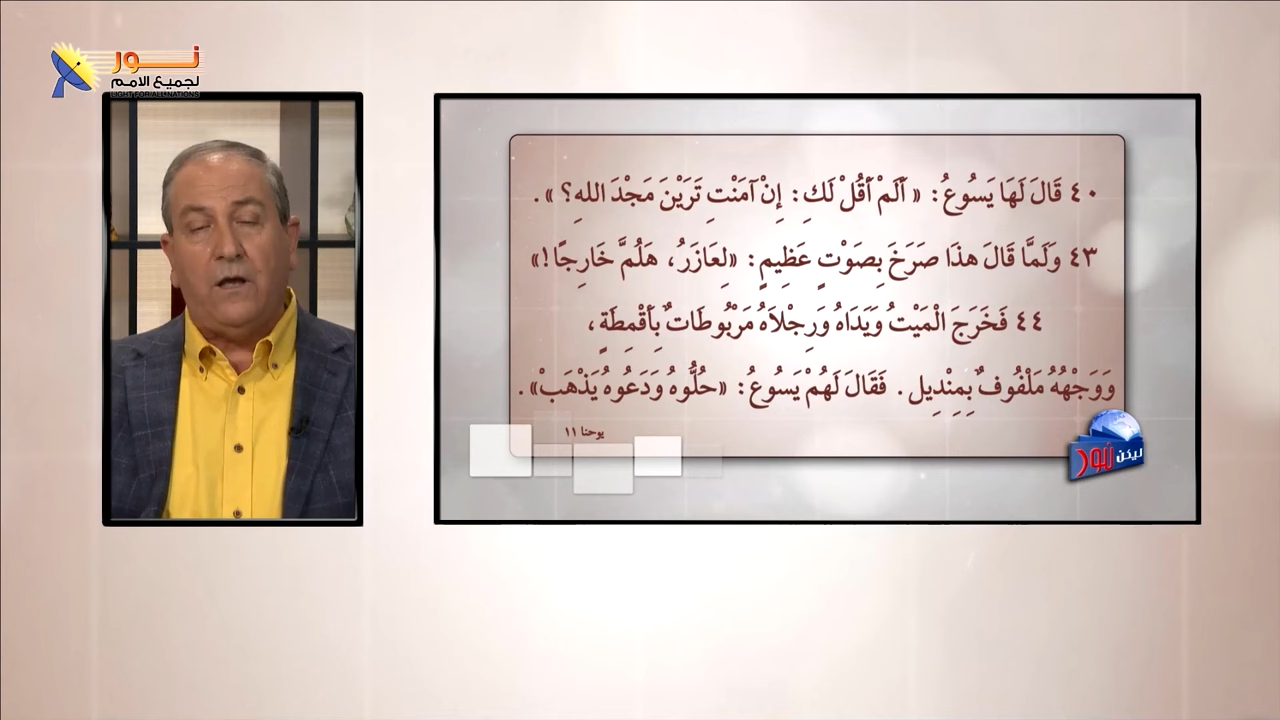 نور
لجميع الامم
LIGHT FOR ALL NATIONS
٤٠ قَالَ لَهَا يَسُوعُ: « أَلَمْ أَقُلْ لَكِ: إِنْ آمَنْتِ تَرَيْنَ مَجْدَ اللهِ؟ ».
٤٣ وَلَمَّا قَالَ هذَا صَرَخَ بِصَوْتٍ عَظِيمٍ: «لِعَازَرُ، هَلُمَّ خَارِجًا!»
٤٤ فَخَرَجَ الْمَيْتُ وَيَدَاهُ وَرِجْلاَهُ مَرْبُوطَاتٌ بِأَقْمِطَةٍ،
وَوَجْهُهُ مَلْفُوفٌ بِمِنْدِيل. فَقَالَ لَهُمْ يَسُوعُ: «حُلُّوهُ وَدَعُوهُ يَذْهَبْ».
يوحنا ١١
ليكن نور